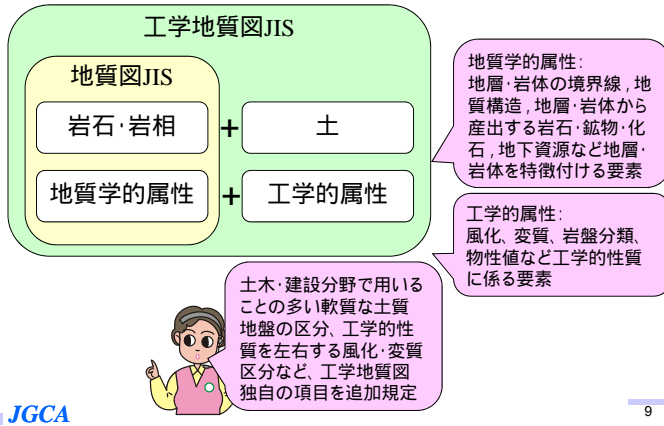 工学地質図JIS
地質図JIS
岩石・岩相 + 土
地質学的属性 + 工学的属性
地質学的属性:
地層・岩体の境界線,地
質構造,地層・岩体から
産出する岩石・鉱物・化
石,地下資源など地層・
岩体を特徴付ける要素
工学的属性:
風化、変質、岩盤分類、
物性値など工学的性質
に係る要素
土木・建設分野で用いる
ことの多い軟質な土質
地盤の区分、工学的性
質を左右する風化・変質
区分など、工学地質図
独自の項目を追加規定
JGCA
9